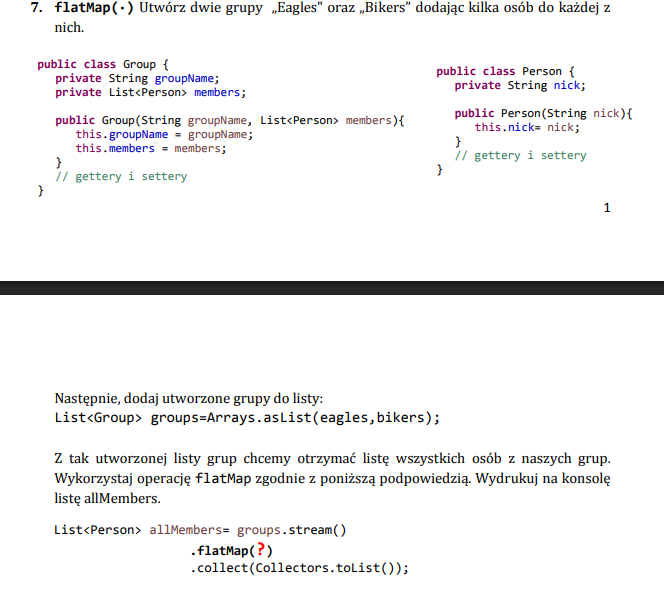 7. flatMap(·) Utwórz dwie grupy „Eagles" oraz „Bikers” dodając kilka osób do każdej z
nich.
public class Group {
private String groupName;
private List<Person> members;
public Group(String groupName, List<Person> members){
this.groupName = groupName;
this.members = members;
}
// gettery i settery
}
public class Person {
private String nick;
public Person(String nick){
this.nick= nick;
}
// gettery i settery
}
1
Następnie, dodaj utworzone grupy do listy:
List<Group> groups=Arrays.asList(eagles,bikers);
Z tak utworzonej listy grup chcemy otrzymać listę wszystkich osób z naszych grup.
Wykorzystaj operację flatMap zgodnie z poniższą podpowiedzią. Wydrukuj na konsolę
listę allMembers.
List<Person> allMembers= groups.stream()
.flatMap(?)
.collect(Collectors.toList());